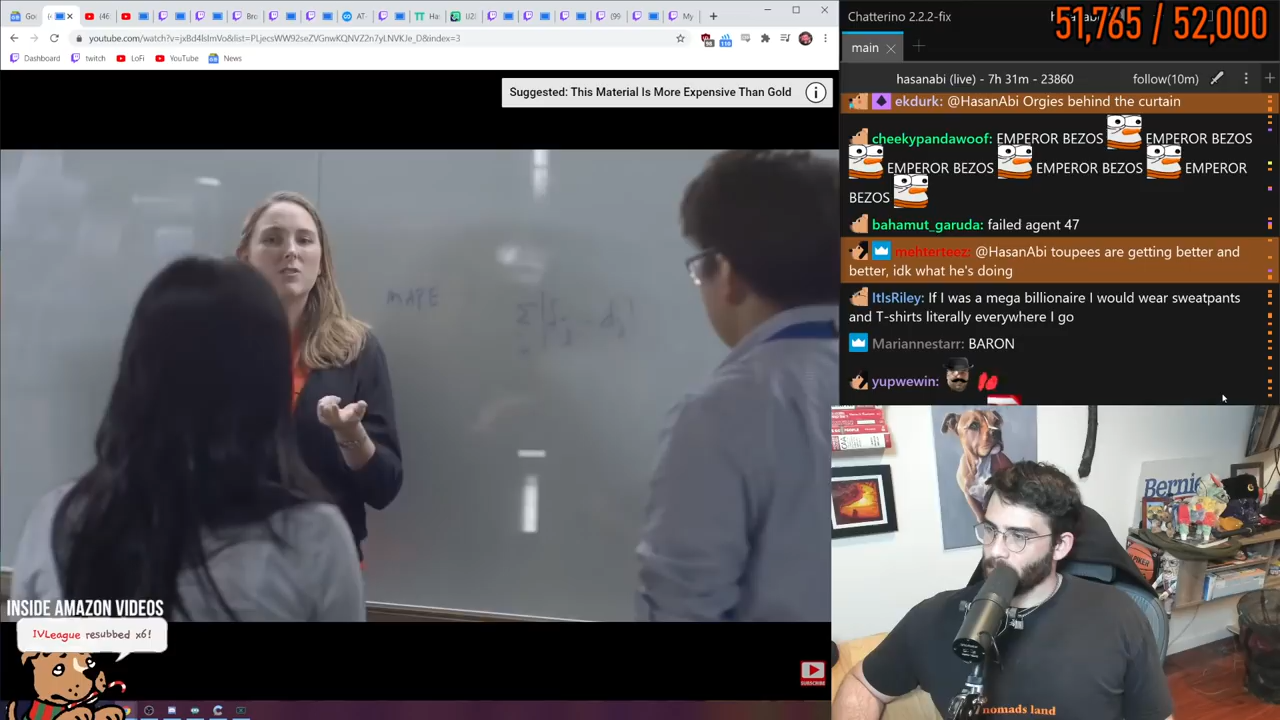 Chatterino 2.2.2-fix
51,765 / 52,000
youtube.com/watch?v=jxBd4lsImVo&list=PLjecsWW92seZVGnwKQNVZ2n7yLNVKJe_D&index=3
main
Dashboard
twitch
LoFi
YouTube
News
hasanabi (live) - 7h 31m - 23860
follow(10m)
Suggested: This Material Is More Expensive Than Gold
ekdurk: @HasanAbi Orgies behind the curtain
cheekypandawoof: EMPEROR BEZOS EMPEROR BEZOS
EMPEROR BEZOS EMPEROR BEZOS EMPEROR
BEZOS
bahamut_garuda: failed agent 47
mehterteez: @HasanAbi toupees are getting better and
better, idk what he's doing
ItIsRiley: If I was a mega billionaire I would wear sweatpants
and T-shirts literally everywhere I go
Mariannestarr: BARON
yupwewin:
MAPE
Bernie
INSIDE AMAZON VIDEOS
IVLeague resubbed x6!
SUBSCRIBE
nomads land